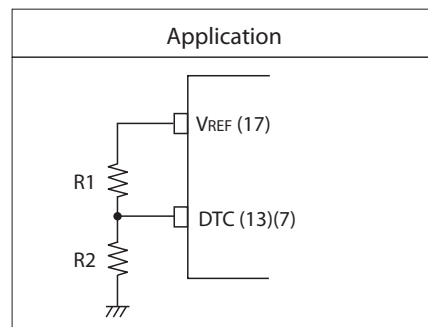 Application
VREF (17)
R1
DTC (13)(7)
R2